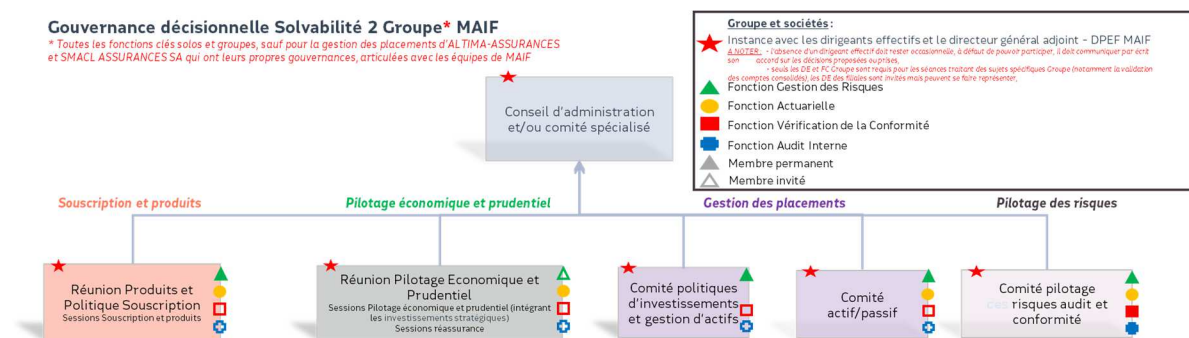 Gouvernance décisionnelle Solvabilité 2 Groupe* MAIF
* Toutes les fonctions clés solos et groupes, sauf pour la gestion des placements d'ALTIMA-ASSURANCES
et SMACL ASSURANCES SA qui ont leurs propres gouvernances, articulées avec les équipes de MAIF
Groupe et sociétés :
Instance avec les dirigeants effectifs et le directeur général adjoint - DPEF MAIF
A NOTER : - l'absence d'un dirigeant effectif doit rester occasionnelle, à défaut de pouvoir participer, il doit communiquer par écrit
son accord sur les décisions proposées ou prises,
- seuls les DE et FC Groupe sont requis pour les séances traitant des sujets spécifiques Groupe (notamment la validation
des comptes consolidés), les DE des filiales sont invités mais peuvent se faire représenter,
Fonction Gestion des Risques
Fonction Actuarielle
Fonction Vérification de la Conformité
Fonction Audit Interne
Membre permanent
Membre invité
Conseil d'administration
et/ou comité spécialisé
Souscription et produits
Pilotage économique et prudentiel
Gestion des placements
Pilotage des risques
Réunion Produits et
Politique Souscription
Sessions Souscription et produits
Réunion Pilotage Economique et
Prudentiel
Sessions Pilotage économique et prudentiel (intégrant
les investissements stratégiques)
Sessions réassurance
Comité politiques
d'investissements
et gestion d'actifs
Comité
actif/passif
Comité pilotage
des risques audit et
conformité